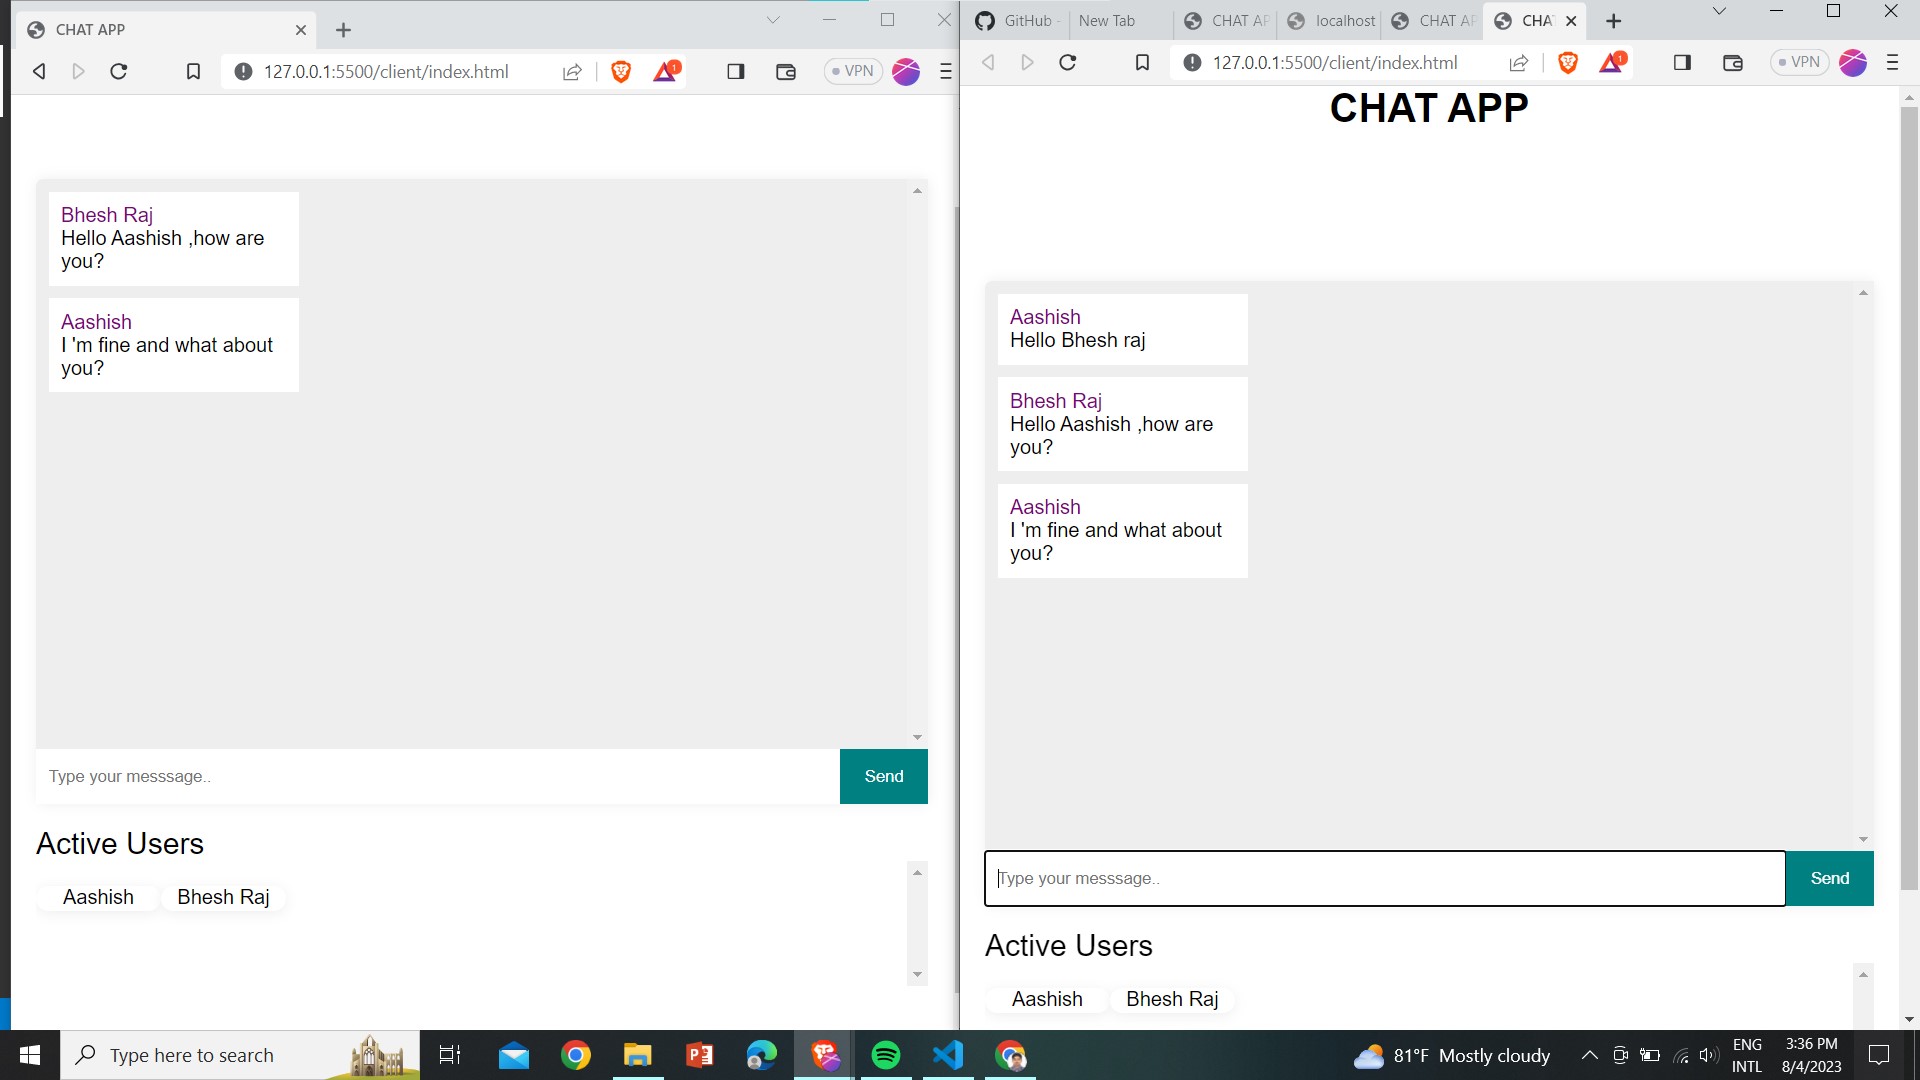 CHAT APP
127.0.0.1:5500/client/index.html
1
VPN
Bhesh Raj
Hello Aashish ,how are
you?
Aashish
I 'm fine and what about
you?
Type your messsage..
Send
Active Users
Aashish
Bhesh Raj
GitHub -
New Tab
CHAT AP
localhost
CHAT AP
CHA
127.0.0.1:5500/client/index.html
1
VPN
CHAT APP
Aashish
Hello Bhesh raj
Bhesh Raj
Hello Aashish ,how are
you?
Aashish
I 'm fine and what about
you?
Type your messsage..
Send
Active Users
Aashish
Bhesh Raj
Type here to search
81°F Mostly cloudy
ENG
INTL
3:36 PM
8/4/2023